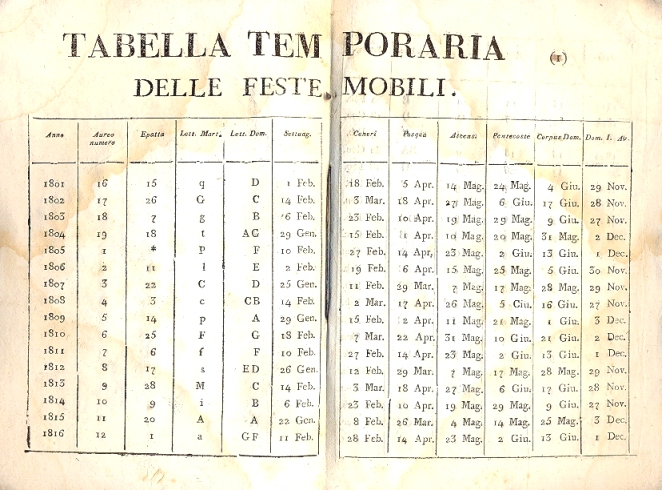 TABELLA TEMPORARIA (1)
DELLE FESTE MOBILI.
Anno Aureo numero Epatta Lett. Mart. Lett. Dom. Settuag. Ceneri Pasqua Ascens. Pentecoste Corpus Dom. Dom. I. Av.
1801 16 15 q D 1 Feb. 18 Feb. 5 Apr. 14 Mag. 24 Mag. 4 Giu. 29 Nov.
1802 17 26 G C 14 Feb. 3 Mar. 18 Apr. 27 Mag. 6 Giu. 17 Giu. 28 Nov.
1803 18 7 g B 6 Feb. 23 Feb. 10 Apr. 19 Mag. 29 Mag. 9 Giu. 27 Nov.
1804 19 18 t AG 29 Gen. 15 Feb. 1 Apr. 10 Mag. 20 Mag. 31 Mag. 2 Dec.
1805 1 * P F 10 Feb. 27 Feb. 14 Apr. 23 Mag. 2 Giu. 13 Giu. 1 Dec.
1806 2 11 l E 2 Feb. 19 Feb. 6 Apr. 15 Mag. 25 Mag. 5 Giu. 30 Nov.
1807 3 22 C D 25 Gen. 11 Feb. 29 Mar. 7 Mag. 17 Mag. 28 Mag. 29 Nov.
1808 4 3 c CB 14 Feb. 2 Mar. 17 Apr. 26 Mag. 5 Ciu. 16 Giu. 27 Nov.
1809 5 14 p A 29 Gen. 15 Feb. 2 Apr. 11 Mag. 21 Mag. 1 Giu. 3 Dec.
1810 6 25 F G 18 Feb. 7 Mar. 22 Apr. 31 Mag. 10 Giu. 21 Giu. 2 Dec.
1811 7 6 f F 10 Feb. 27 Feb. 14 Apr. 23 Mag. 2 Giu. 13 Giu. 1 Dec.
1812 8 17 s ED 26 Gen. 12 Feb. 29 Mar. 7 Mag. 17 Mag. 28 Mag. 29 Nov.
1813 9 28 M C 14 Feb. 3 Mar. 18 Apr. 27 Mag. 6 Giu. 17 Giu. 28 Nov.
1814 10 9 i B 6 Feb. 23 Feb. 10 Apr. 19 Mag. 29 Mag. 9 Giu. 27 Nov.
1815 11 20 A A 22 Gen. 8 Feb. 26 Mar. 4 Mag. 14 Mag. 25 Mag. 3 Dec.
1816 12 1 a GF 11 Feb. 28 Feb. 14 Apr. 23 Mag. 2 Giu. 13 Giu. 1 Dec.